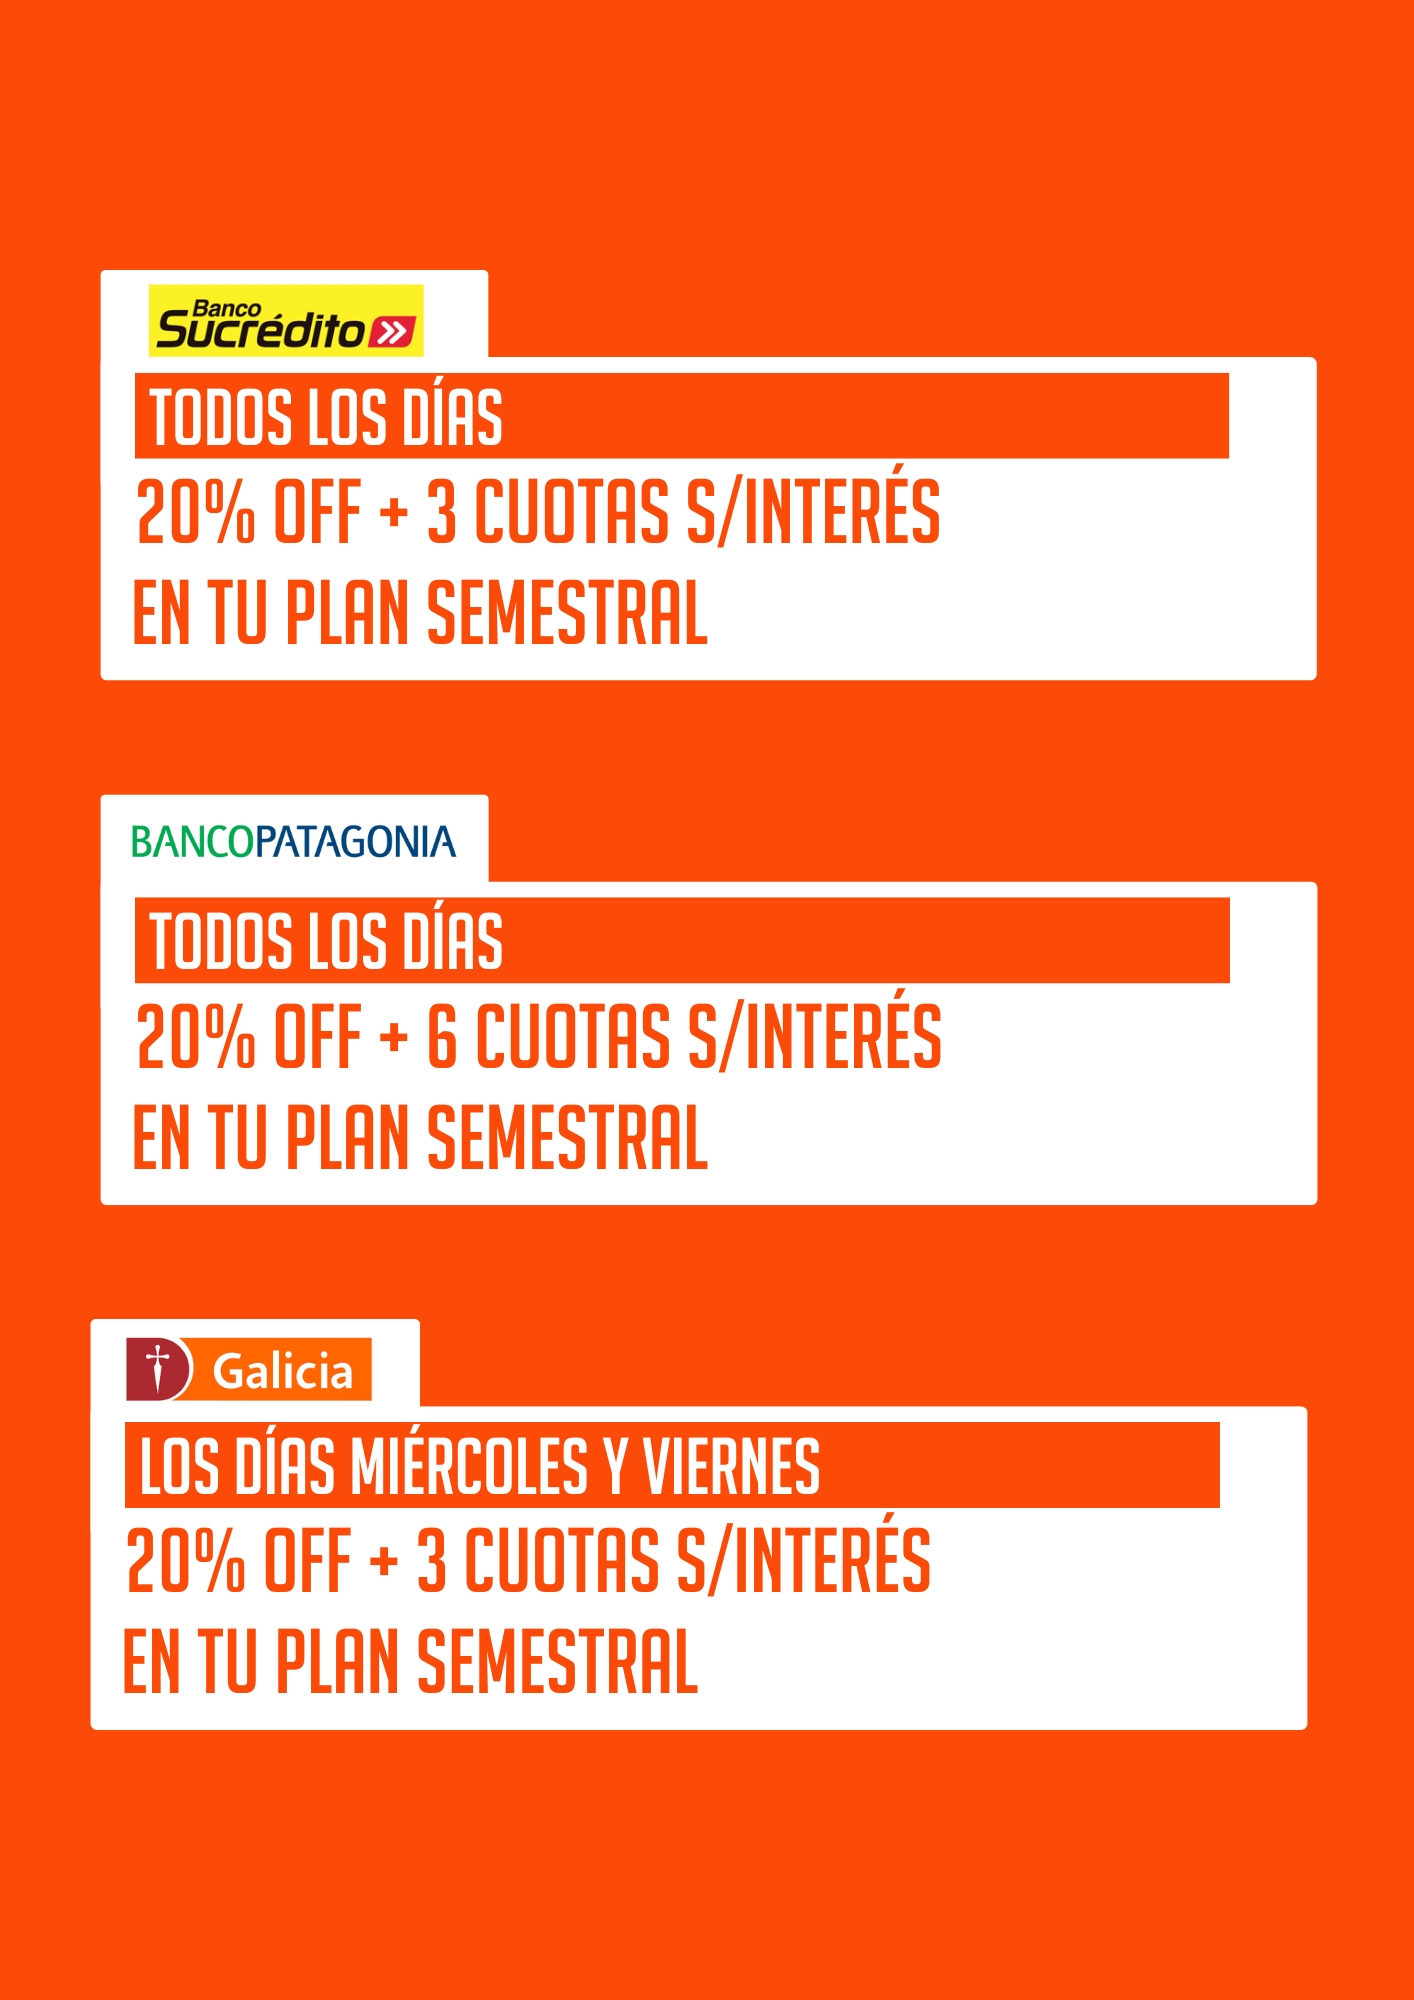 Banco
Sucrédito
TODOS LOS DÍAS
20% OFF + 3 CUOTAS S/INTERÉS
EN TU PLAN SEMESTRAL
BANCOPATAGONIA
TODOS LOS DÍAS
20% OFF + 6 CUOTAS S/INTERÉS
EN TU PLAN SEMESTRAL
Galicia
LOS DÍAS MIÉRCOLES Y VIERNES
20% OFF + 3 CUOTAS S/INTERÉS
EN TU PLAN SEMESTRAL